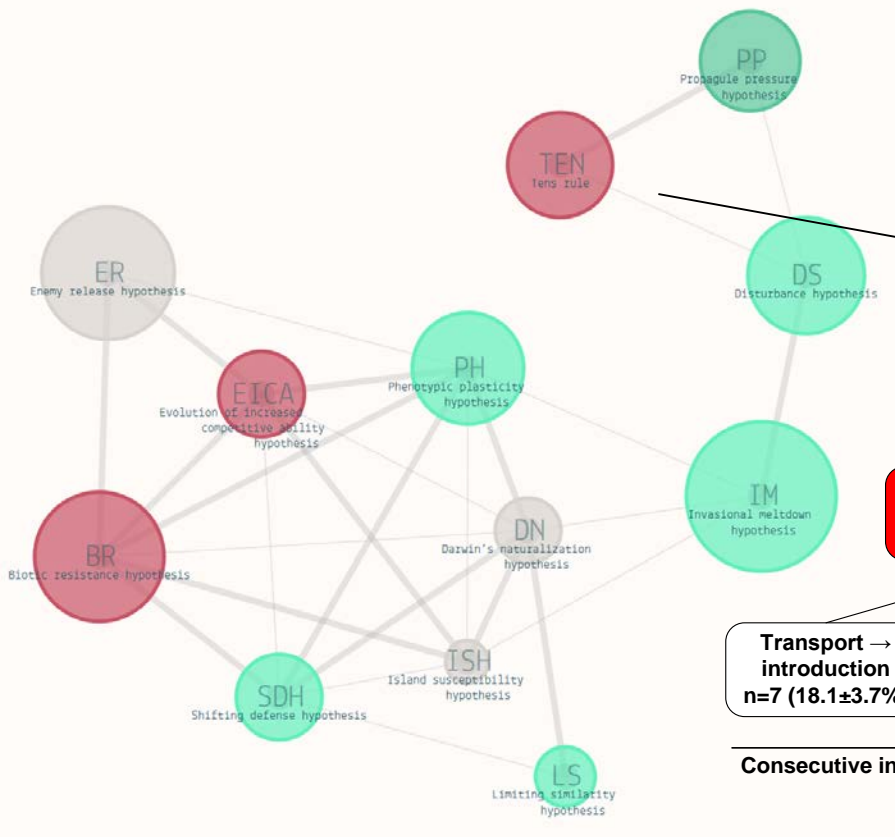 PP
Propagule pressure
hypothesis
TEN
Tens rule
DS
Disturbance hypothesis
ER
Enemy release hypothesis
PH
Phenotypic plasticity
hypothesis
EICA
Evolution of increased
competitive ability
hypothesis
IM
Invasional meltdown
hypothesis
DN
Darwin's naturalization
hypothesis
BR
Biotic resistance hypothesis
ISH
Island susceptibility
hypothesis
SDH
Shifting defense hypothesis
LS
Limiting similarity
hypothesis
Transport →
introduction
n=7 (18.1±3.7%
Consecutive in